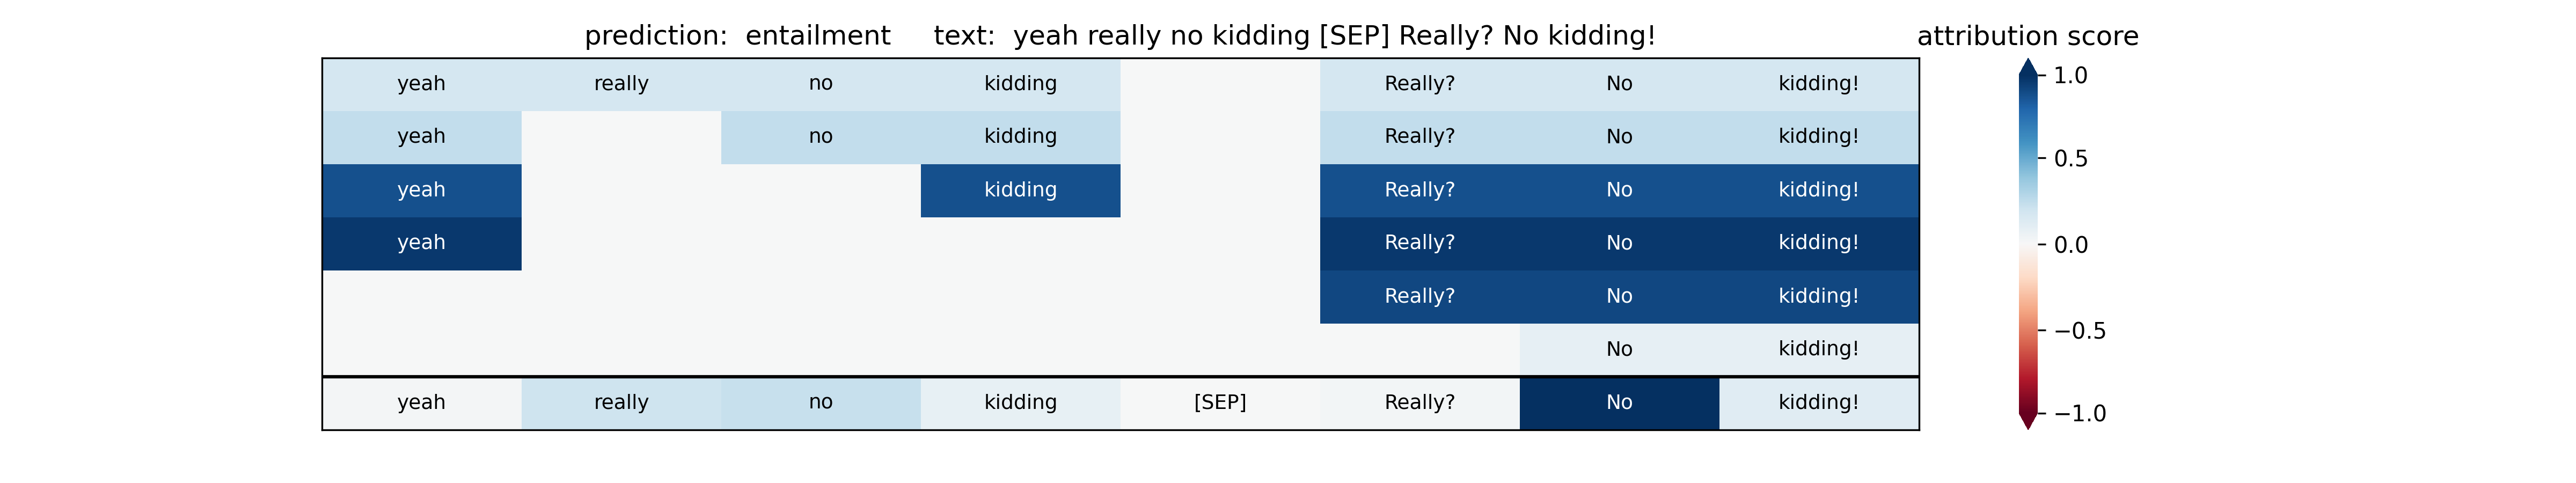 prediction: entailment text: yeah really no kidding [SEP] Really? No kidding! attribution score
yeah really no kidding Really? No kidding! 1.0
yeah no kidding Really? No kidding!
0.5
yeah kidding Really? No kidding!
yeah Really? No kidding! 0.0
Really? No kidding!
−0.5
No kidding!
yeah really no kidding [SEP] Really? No kidding! −1.0